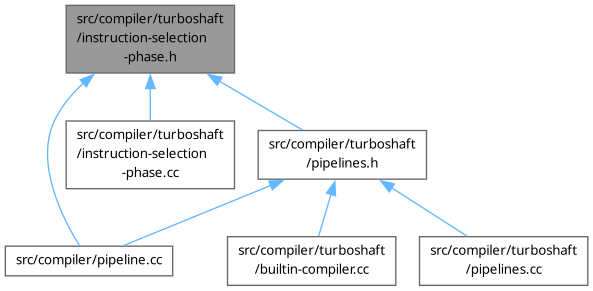 src/compiler/turboshaft
/instruction-selection
-phase.h
src/compiler/turboshaft
/instruction-selection
-phase.cc
src/compiler/turboshaft
/pipelines.h
src/compiler/pipeline.cc
src/compiler/turboshaft
/builtin-compiler.cc
src/compiler/turboshaft
/pipelines.cc